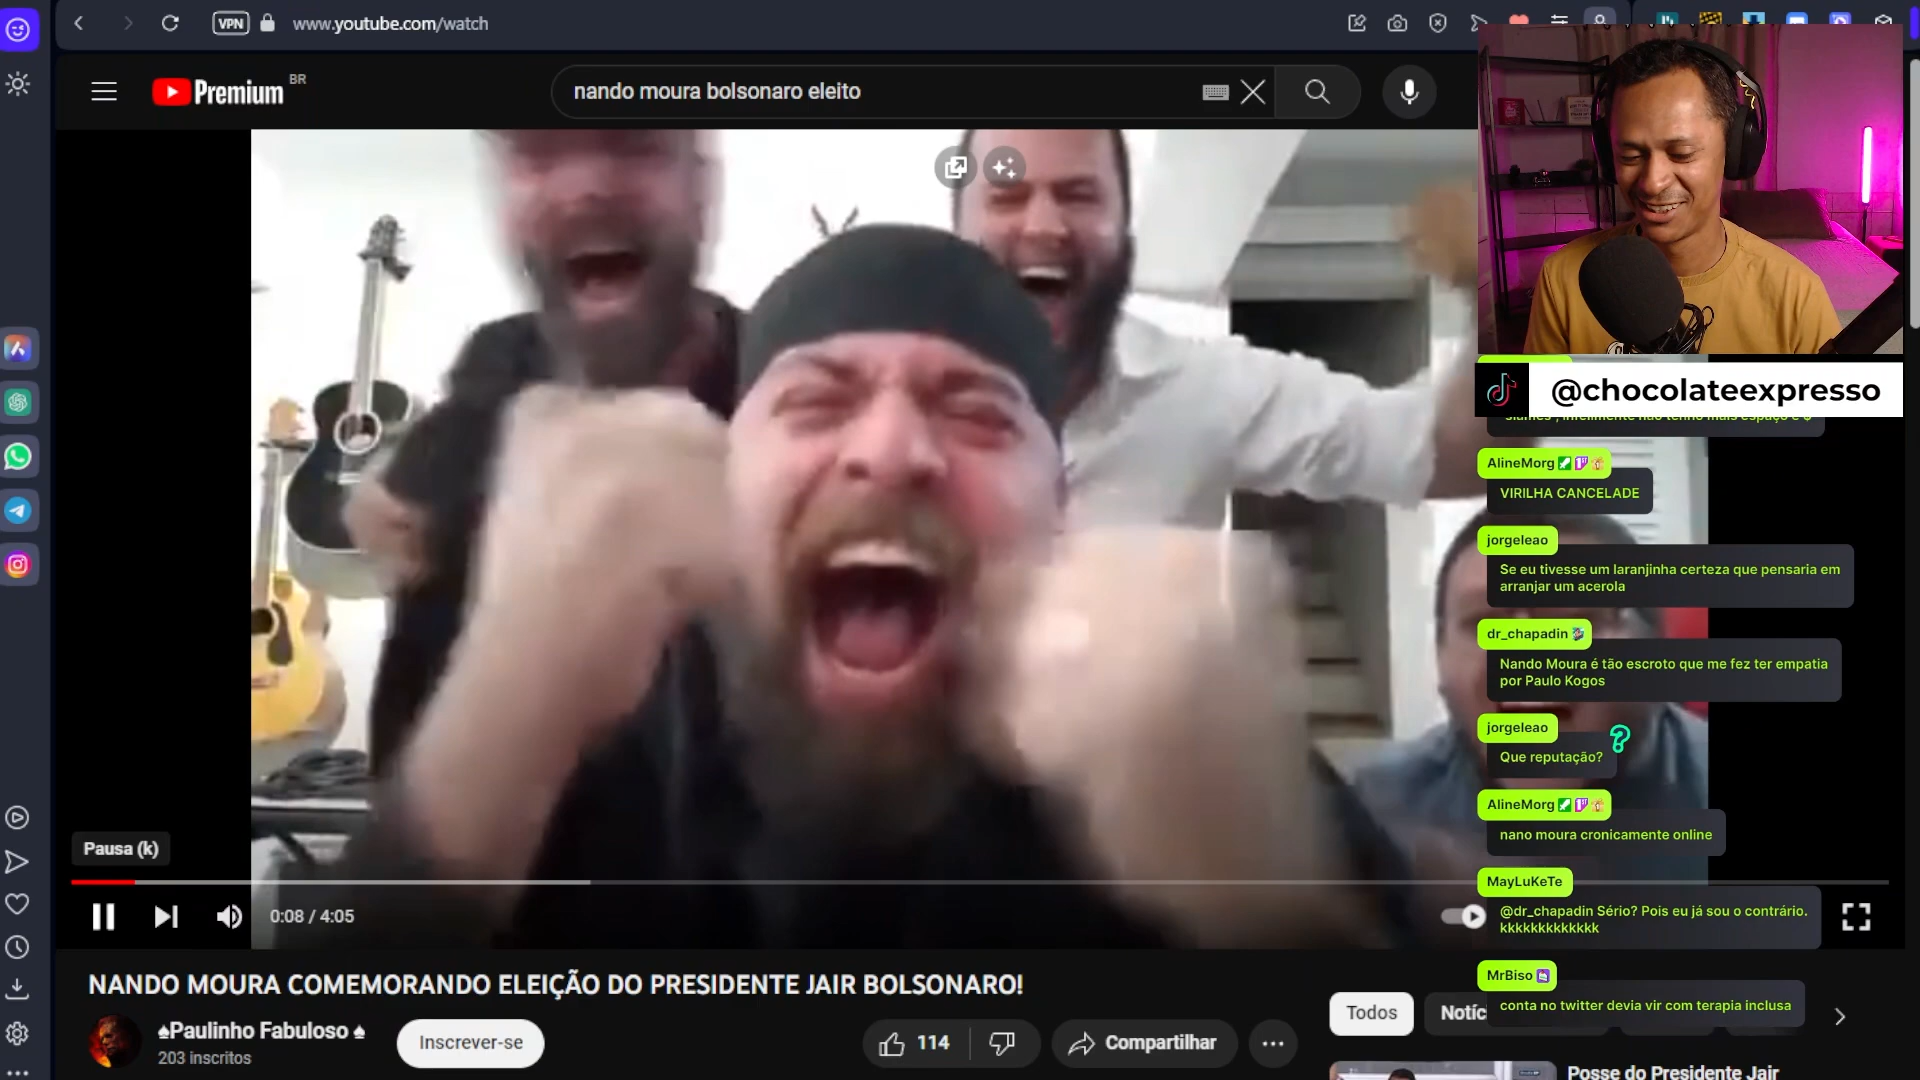 VPN
www.youtube.com/watch
Premium
BR
nando moura bolsonaro eleito
@chocolateexpresso
AlineMorg
VIRILHA CANCELADE
jorgeleao
Se eu tivesse um laranjinha certeza que pensaria em
arranjar um acerola
dr_chapadin
Nando Moura é tão escroto que me fez ter empatia
por Paulo Kogos
jorgeleao
Que reputação?
AlineMorg
nano moura cronicamente online
MayLuKeTe
@dr_chapadin Sério? Pois eu já sou o contrário.
kkkkkkkkkkkkk
MrBiso
conta no twitter devia vir com terapia inclusa
Pausa (k)
0:08 / 4:05
NANDO MOURA COMEMORANDO ELEIÇÃO DO PRESIDENTE JAIR BOLSONARO!
♠Paulinho Fabuloso ♠
203 inscritos
Inscrever-se
114
Compartilhar
Todos
Notíc
Posse do Presidente Jair